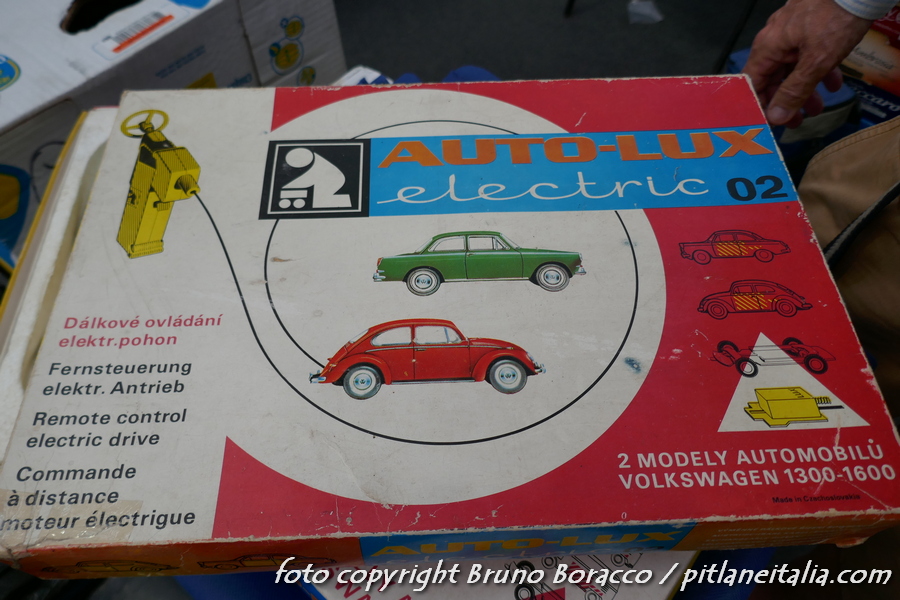 AUTO-LUX
electric 02
Dálkové ovládání
elektr.pohon
Fernsteuerung
elektr. Antrieb
Remote control
electric drive
Commande
à distance
moteur électrigue
2 MODELY AUTOMOBILŮ
VOLKSWAGEN 1300-1600
Made in Czechoslovakia
AUTO-LUX
foto copyright Bruno Boracco / pitlaneitalia.com